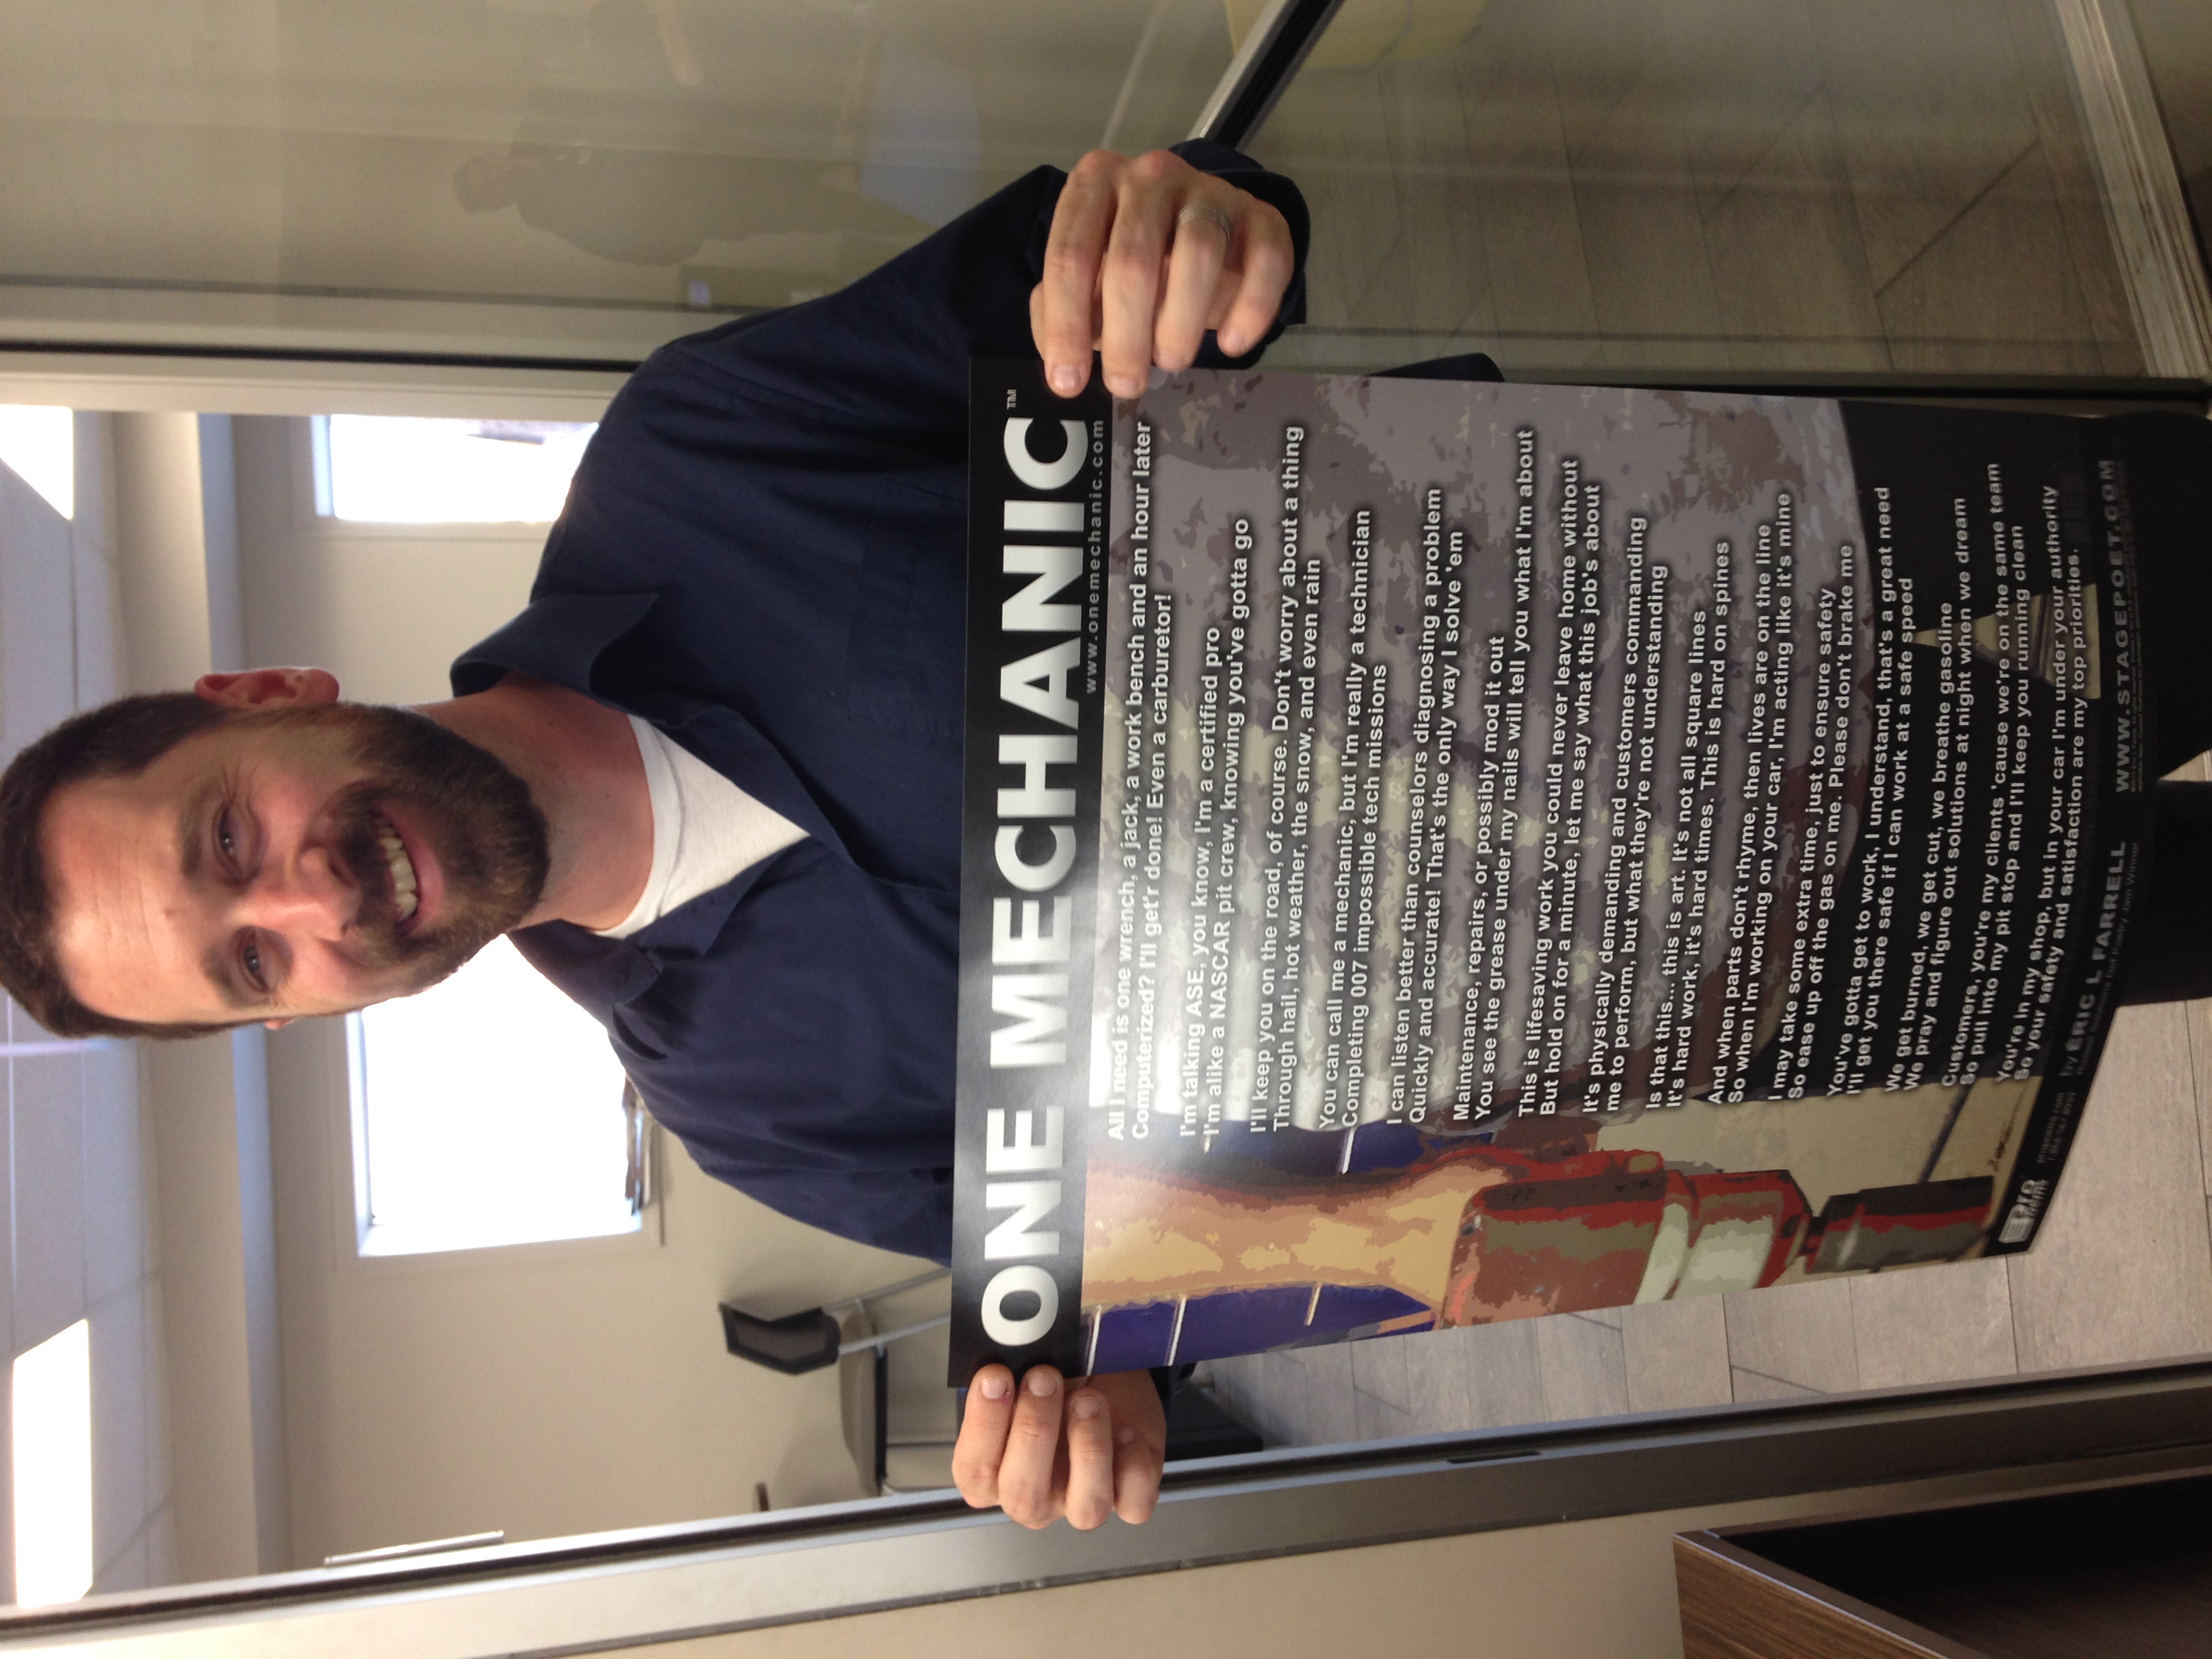 ONE MECHANIC™
www.onemechanic.com
All I need is one wrench, a jack, a work bench and an hour later
Computerized? I'll get'r done! Even a carburetor!
I'm talking ASE, you know, I'm a certified pro
I'm alike a NASCAR pit crew, knowing you've gotta go
I'll keep you on the road, of course. Don't worry about a thing
Through hail, hot weather, the snow, and even rain
You can call me a mechanic, but I'm really a technician
Completing 007 impossible tech missions
I can listen better than counselors diagnosing a problem
Quickly and accurate! That's the only way I solve 'em
Maintenance, repairs, or possibly mod it out
You see the grease under my nails will tell you what I'm about
This is lifesaving work you could never leave home without
But hold on for a minute, let me say what this job's about
It's physically demanding and customers commanding
me to perform, but what they're not understanding
Is that this... this is art. It's not all square lines
It's hard work, it's hard times. This is hard on spines
And when parts don't rhyme, then lives are on the line
So when I'm working on your car, I'm acting like it's mine
I may take some extra time, just to ensure safety
So ease up off the gas on me. Please don't brake me
You've gotta get to work, I understand, that's a great need
I'll get you there safe if I can work at a safe speed
We get burned, we get cut, we breathe gasoline
We pray and figure out solutions at night when we dream
Customers, you're my clients 'cause we're on the same team
So pull into my pit stop and I'll keep you running clean
You're in my shop, but in your car I'm under your authority
So your safety and satisfaction are my top priorities.
by ERIC L FARRELL WWW.STAGEPOET.COM